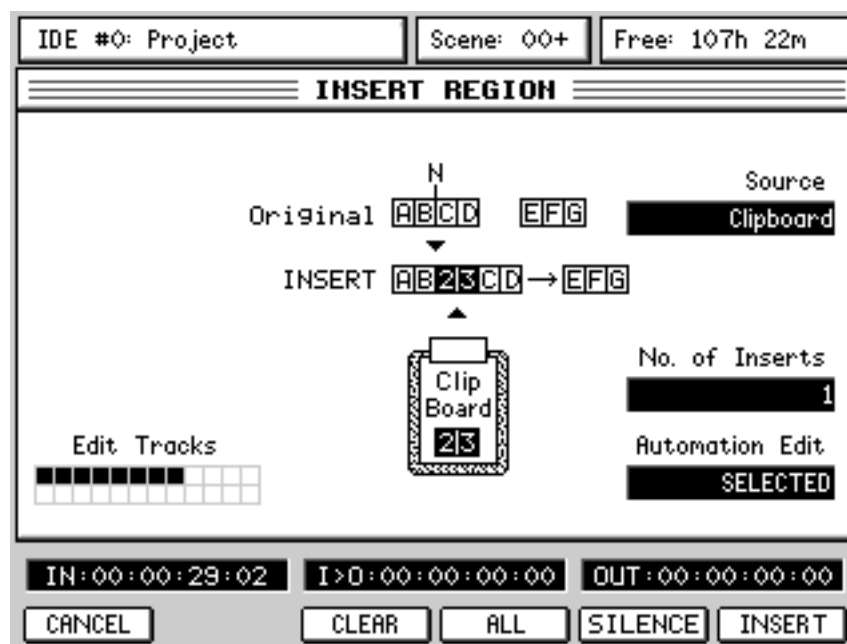 IDE #0: Project
Scene: 00+
Free: 107h 22m
INSERT REGION
N
Source
Original ABCD EFG
Clipboard
INSERT AB23CD → EFG
Clip
Board
23
No. of Inserts
1
Edit Tracks
Automation Edit
SELECTED
IN:00:00:29:02
I>O:00:00:00:00
OUT:00:00:00:00
CANCEL
CLEAR
ALL
SILENCE
INSERT